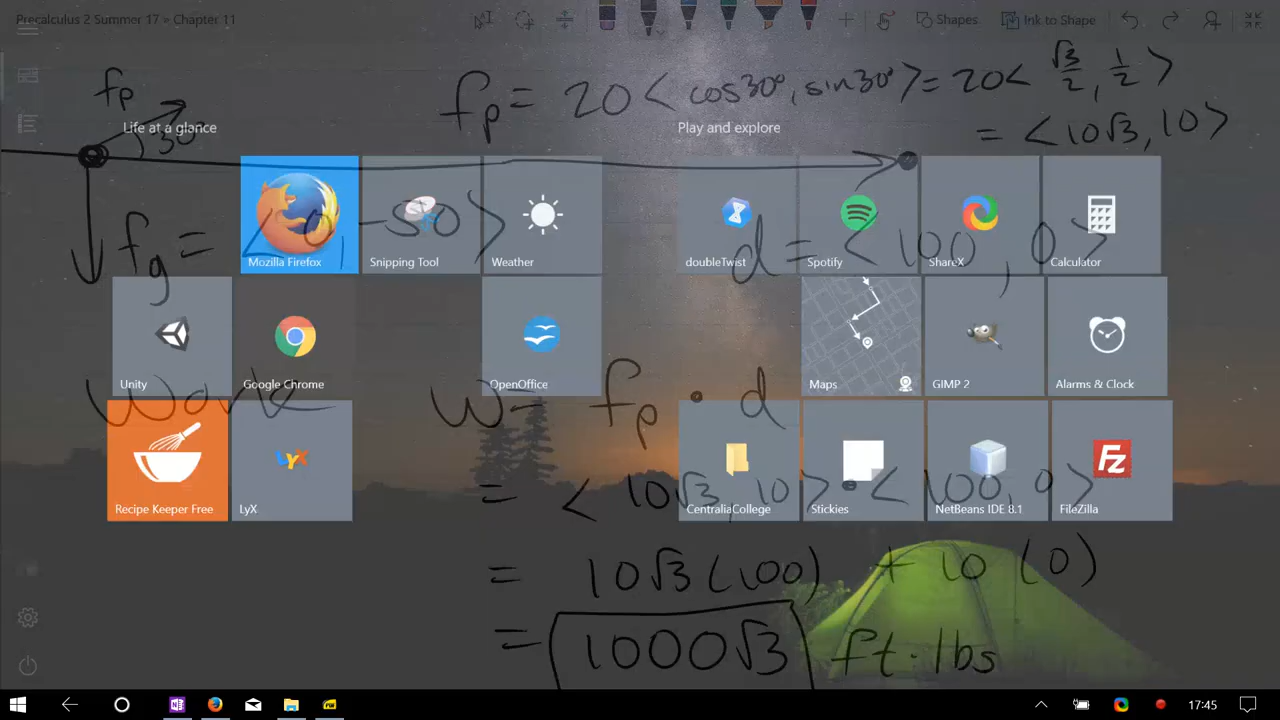 Precalculus 2 Summer 17 » Chapter 11
Shapes
Ink to Shape
fp
30°
fp = 20< cos30°, sin30° > = 20< √3/2, 1/2 >
= < 10√3, 10 >
Life at a glance
Play and explore
fg = < 0, -50 >
d = < 100, 0 >
Mozilla Firefox
Snipping Tool
Weather
doubleTwist
Spotify
ShareX
Calculator
Unity
Google Chrome
OpenOffice
Maps
GIMP 2
Alarms & Clock
Work
W = fp • d
= < 10√3, 10 > • < 100, 0 >
Recipe Keeper Free
LyX
CentraliaCollege
Stickies
NetBeans IDE 8.1
FileZilla
Fz
= 10√3 (100) + 10 (0)
= 1000√3 ft·lbs
17:45